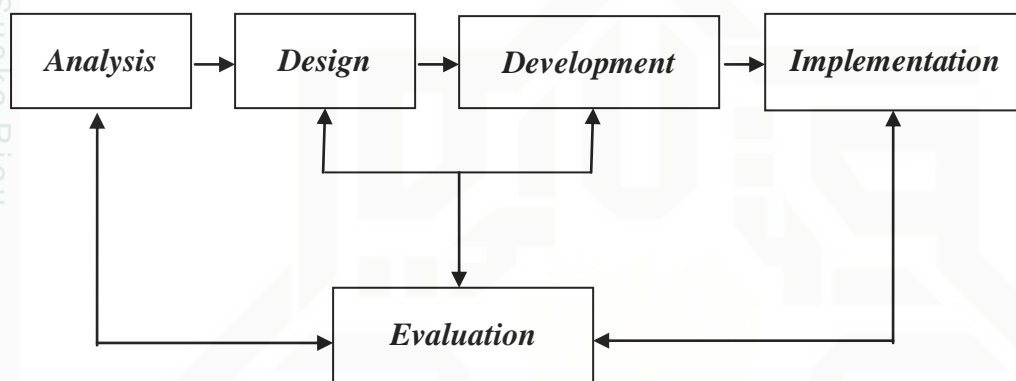 Analysis
Design
Development
Implementation
Evaluation